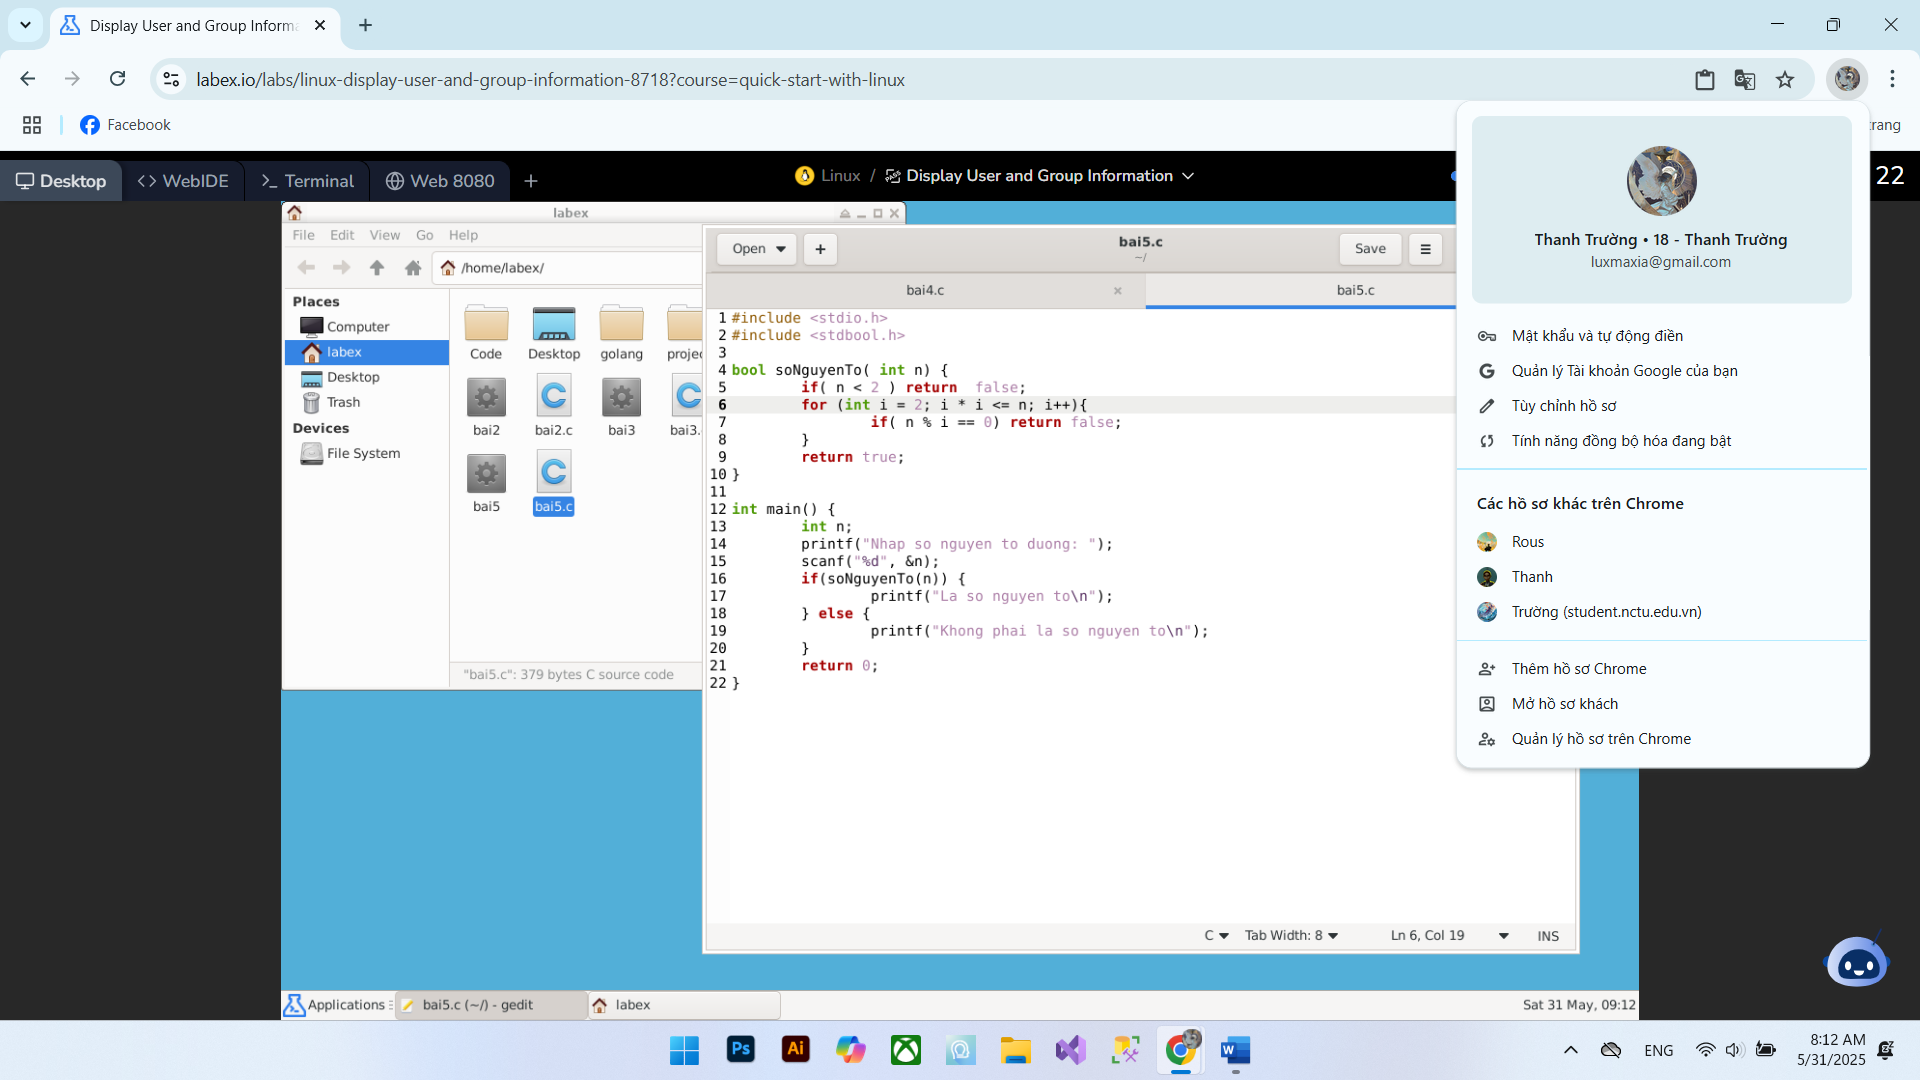 Display User and Group Informa
labex.io/labs/linux-display-user-and-group-information-8718?course=quick-start-with-linux
Facebook
trang
Desktop
WebIDE
Terminal
Web 8080
Linux / Display User and Group Information
22
labex
File Edit View Go Help
/home/labex/
Places
Computer
labex
Desktop
Trash
Devices
File System
Code
Desktop
golang
projec
bai2
bai2.c
bai3
bai3.
bai5
bai5.c
"bai5.c": 379 bytes C source code
Open
bai5.c
~/
Save
bai4.c
bai5.c
1 #include <stdio.h>
2 #include <stdbool.h>
3
4 bool soNguyenTo( int n) {
5 if( n < 2 ) return  false;
6 for (int i = 2; i * i <= n; i++){
7 if( n % i == 0) return false;
8 }
9 return true;
10 }
11
12 int main() {
13 int n;
14 printf("Nhap so nguyen to duong: ");
15 scanf("%d", &n);
16 if(soNguyenTo(n)) {
17 printf("La so nguyen to\n");
18 } else {
19 printf("Khong phai la so nguyen to\n");
20 }
21 return 0;
22 }
C
Tab Width: 8
Ln 6, Col 19
INS
Thanh Trường • 18 - Thanh Trường
luxmaxia@gmail.com
Mật khẩu và tự động điền
Quản lý Tài khoản Google của bạn
Tùy chỉnh hồ sơ
Tính năng đồng bộ hóa đang bật
Các hồ sơ khác trên Chrome
Rous
Thanh
Trường (student.nctu.edu.vn)
Thêm hồ sơ Chrome
Mở hồ sơ khách
Quản lý hồ sơ trên Chrome
Applications
bai5.c (~/) - gedit
labex
Sat 31 May, 09:12
Ps
Ai
W
ENG
8:12 AM
5/31/2025